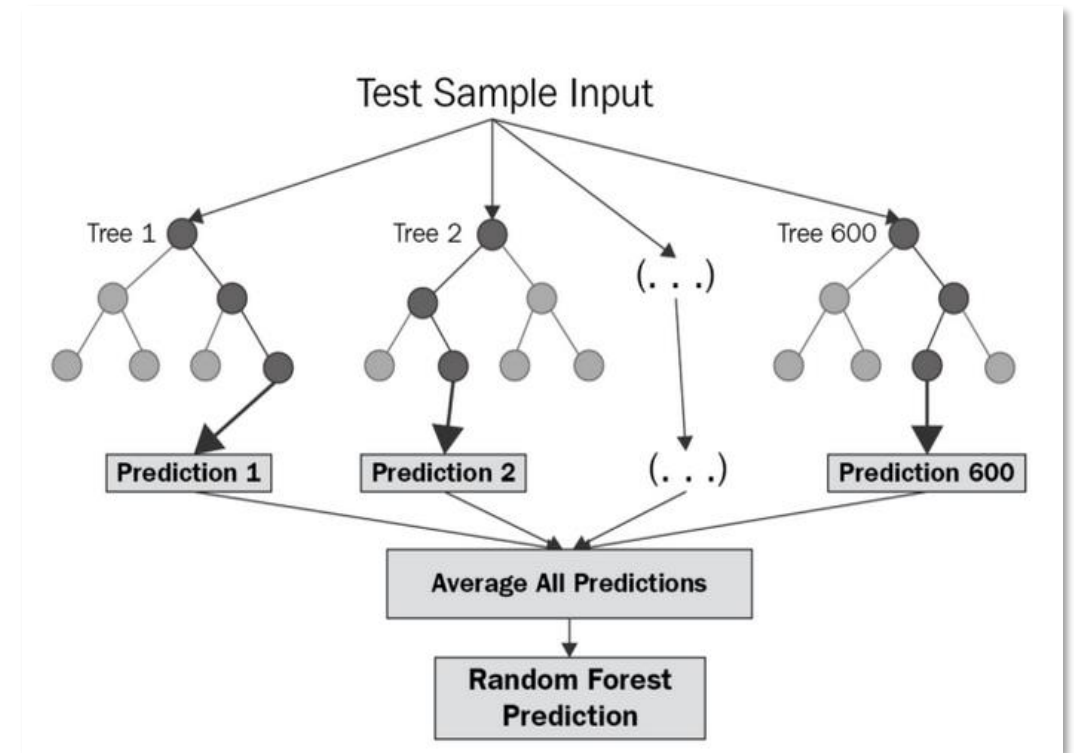 Test Sample Input
Tree 1
Tree 2
Tree 600
(. . .)
(. . .)
Prediction 1
Prediction 2
Prediction 600
Average All Predictions
Random Forest
Prediction